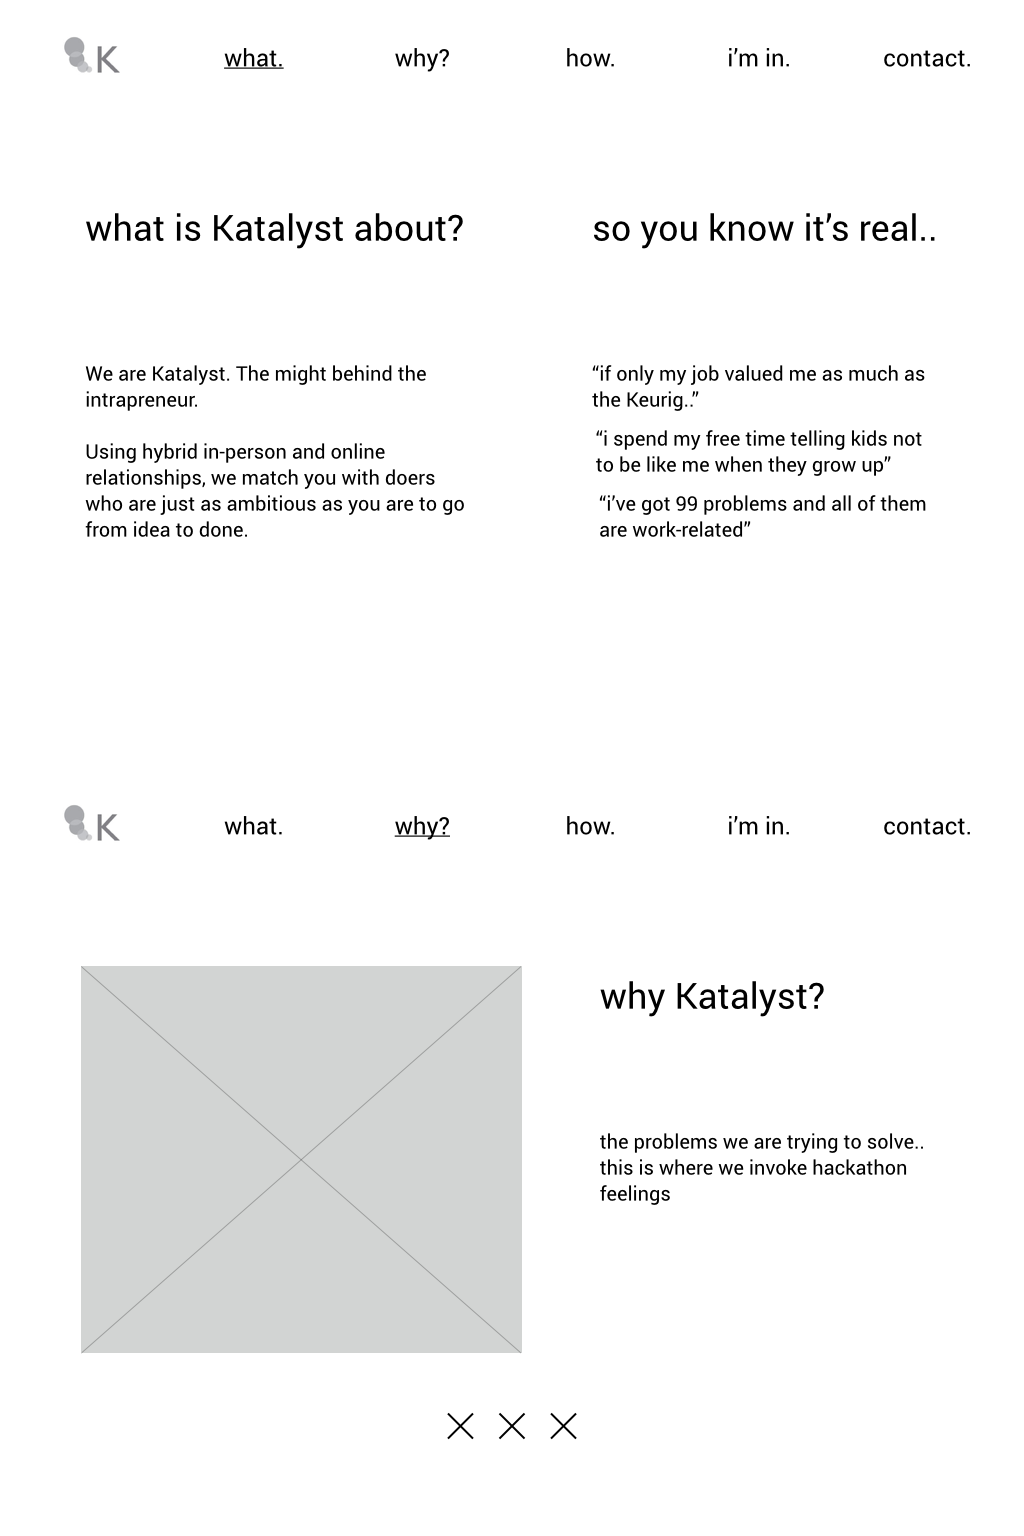 K what. why? how. i’m in. contact.
what is Katalyst about?
We are Katalyst. The might behind the
intrapreneur.
Using hybrid in-person and online
relationships, we match you with doers
who are just as ambitious as you are to go
from idea to done.
so you know it’s real..
“if only my job valued me as much as
the Keurig..”
“i spend my free time telling kids not
to be like me when they grow up”
“i’ve got 99 problems and all of them
are work-related”
K what. why? how. i’m in. contact.
why Katalyst?
the problems we are trying to solve..
this is where we invoke hackathon
feelings